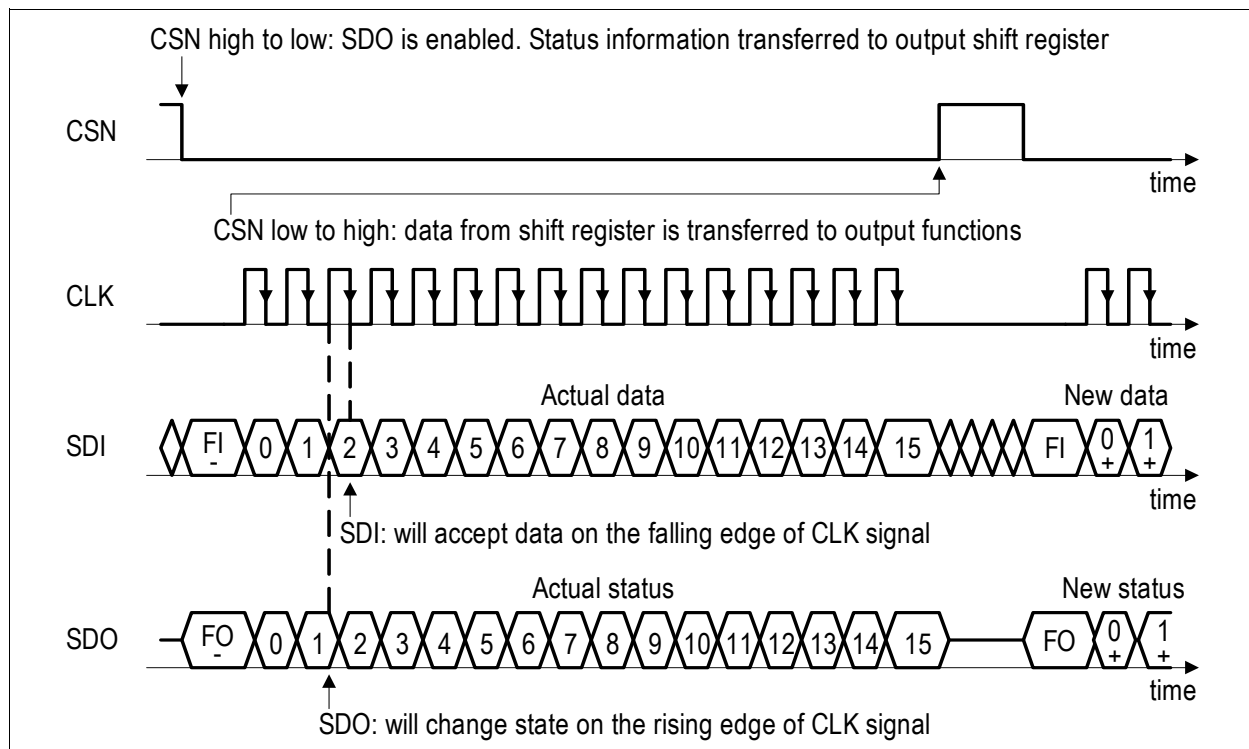 CSN high to low: SDO is enabled. Status information transferred to output shift register
CSN
time
CSN low to high: data from shift register is transferred to output functions
CLK
time
Actual data
New data
SDI
FI
-
0 1 2 3 4 5 6 7 8 9 10 11 12 13 14 15
FI
0
+
1
+
time
SDI: will accept data on the falling edge of CLK signal
Actual status
New status
SDO
FO
-
0 1 2 3 4 5 6 7 8 9 10 11 12 13 14 15
FO
0
+
1
+
time
SDO: will change state on the rising edge of CLK signal